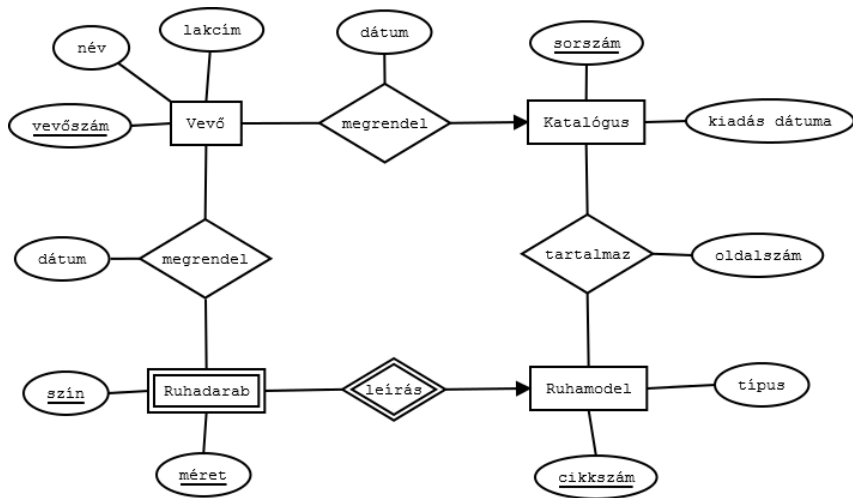 lakcím
dátum
sorszám
név
vevőszám
Vevő
megrendel
Katalógus
kiadás dátuma
dátum
megrendel
tartalmaz
oldalszám
szín
Ruhadarab
leírás
Ruhamodel
típus
méret
cikkszám